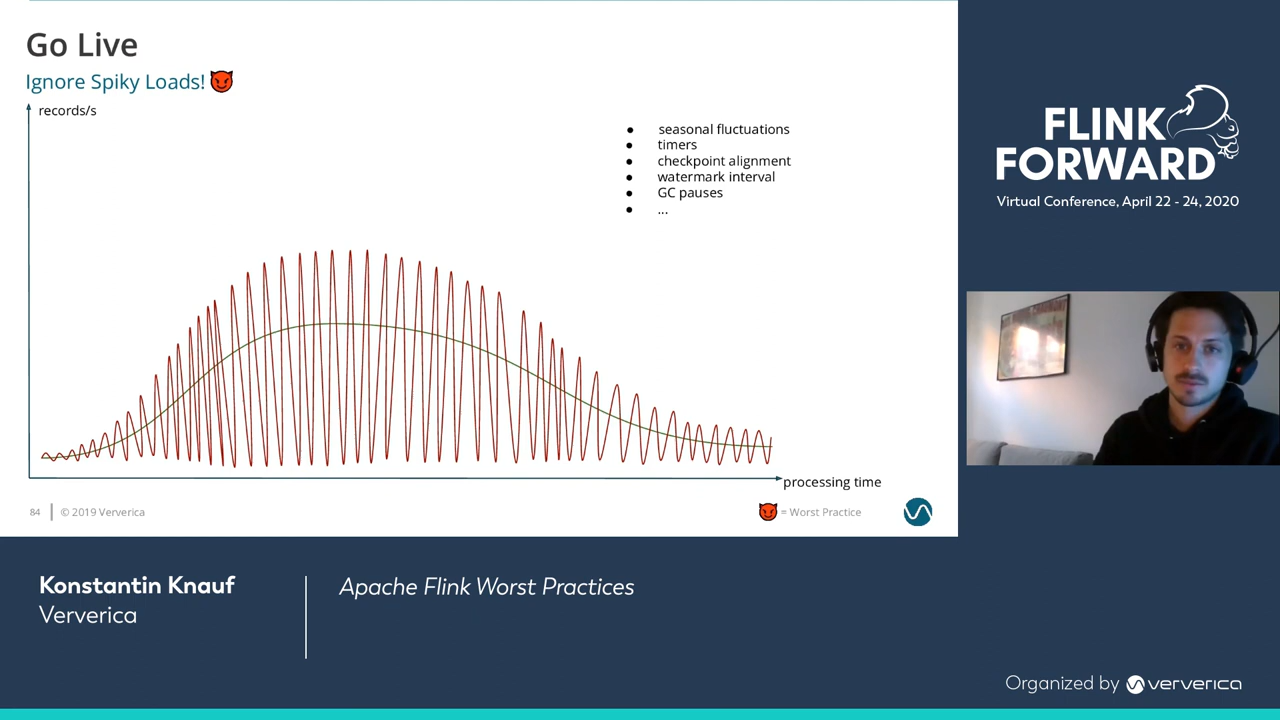 Go Live
Ignore Spiky Loads!
records/s
● seasonal fluctuations
● timers
● checkpoint alignment
● watermark interval
● GC pauses
● ...
processing time
84 © 2019 Ververica
= Worst Practice
FLINK
FORWARD
Virtual Conference, April 22 - 24, 2020
Konstantin Knauf
Ververica
Apache Flink Worst Practices
Organized by ververica